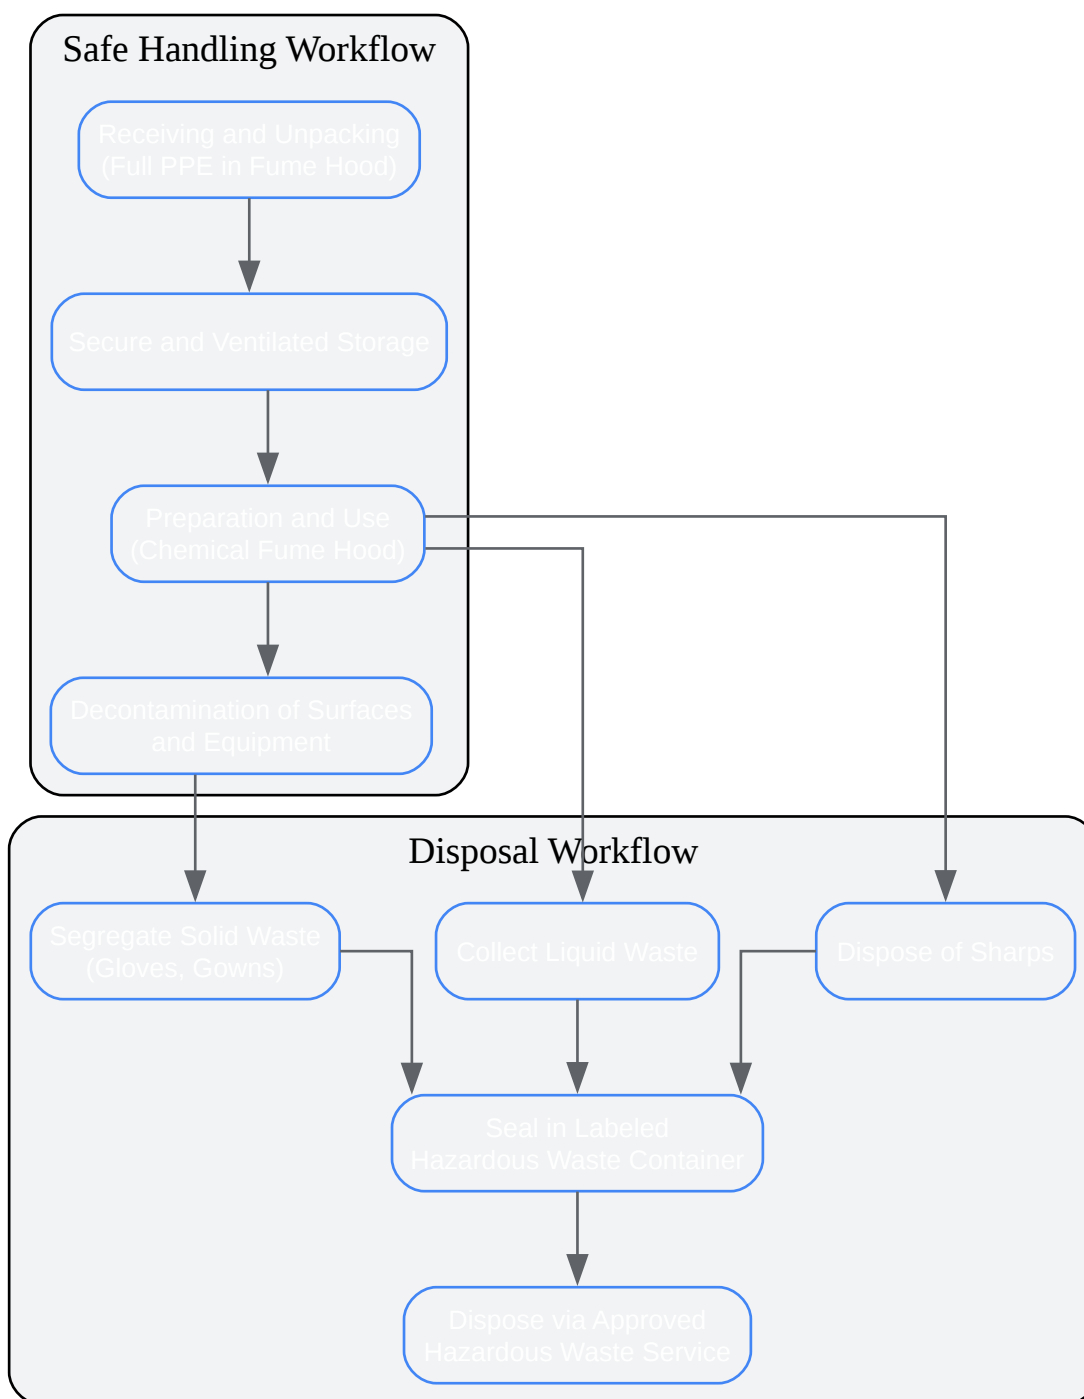 Safe Handling Workflow
Receiving and Unpacking
(Full PPE in Fume Hood)
Secure and Ventilated Storage
Preparation and Use
(Chemical Fume Hood)
Decontamination of Surfaces
and Equipment
Disposal Workflow
Segregate Solid Waste
(Gloves, Gowns)
Collect Liquid Waste
Dispose of Sharps
Seal in Labeled
Hazardous Waste Container
Dispose via Approved
Hazardous Waste Service